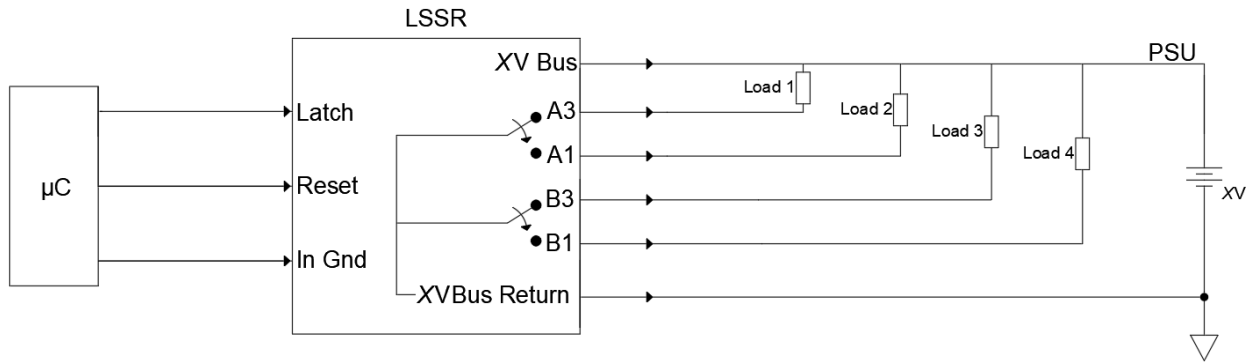 LSSR
XV Bus
PSU
Load 1
Load 2
Load 3
Load 4
Latch
A3
A1
µC
Reset
B3
B1
XV
In Gnd
XVBus Return